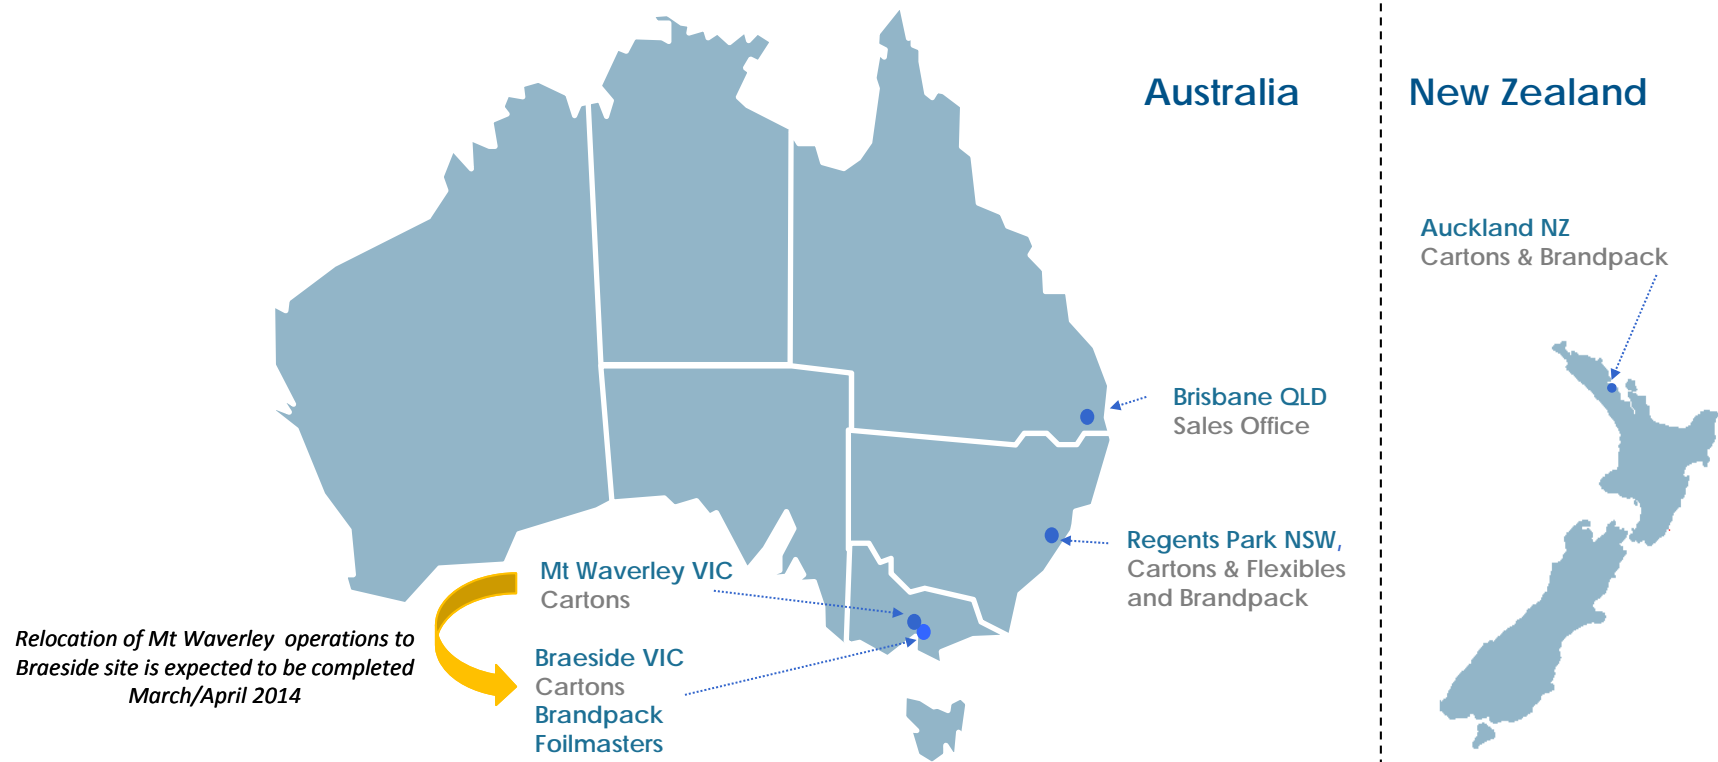 Australia
New Zealand
Auckland NZ
Cartons & Brandpack
Brisbane QLD
Sales Office
Regents Park NSW,
Cartons & Flexibles
and Brandpack
Mt Waverley VIC
Cartons
Relocation of Mt Waverley operations to
Braeside site is expected to be completed
March/April 2014
Braeside VIC
Cartons
Brandpack
Foilmasters